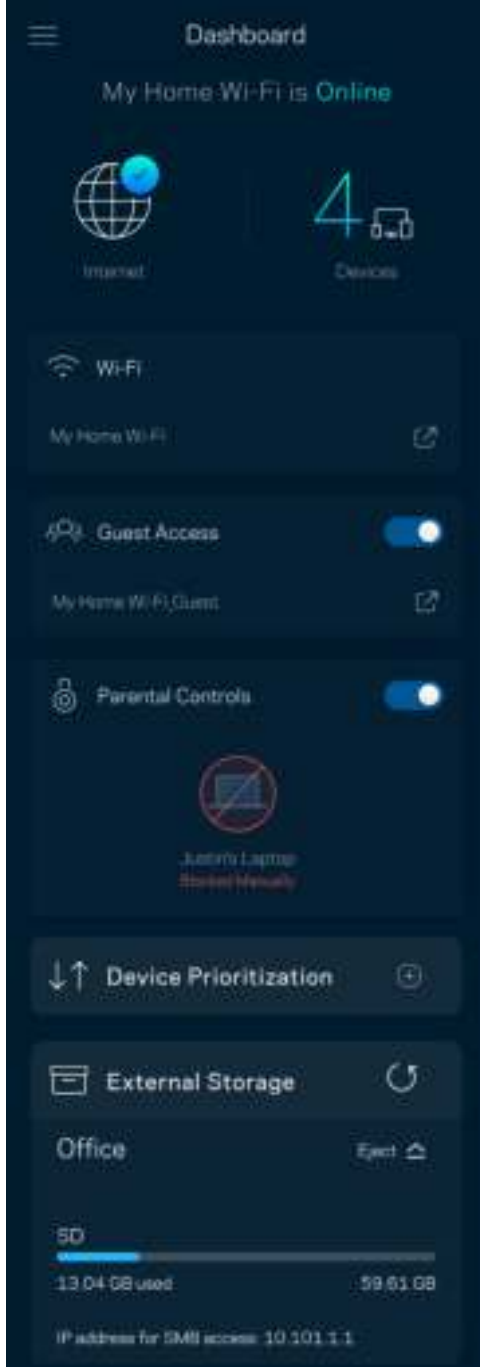 Dashboard
My Home Wi-Fi is Online
4
Internet
Devices
Wi-Fi
My Home Wi-Fi
Guest Access
My Home Wi-Fi_Guest
Parental Controls
Justin's Laptop
Blocked Manually
Device Prioritization
External Storage
Office
Eject
SD
13.04 GB used
59.61 GB
IP address for SMB access: 10.101.1.1